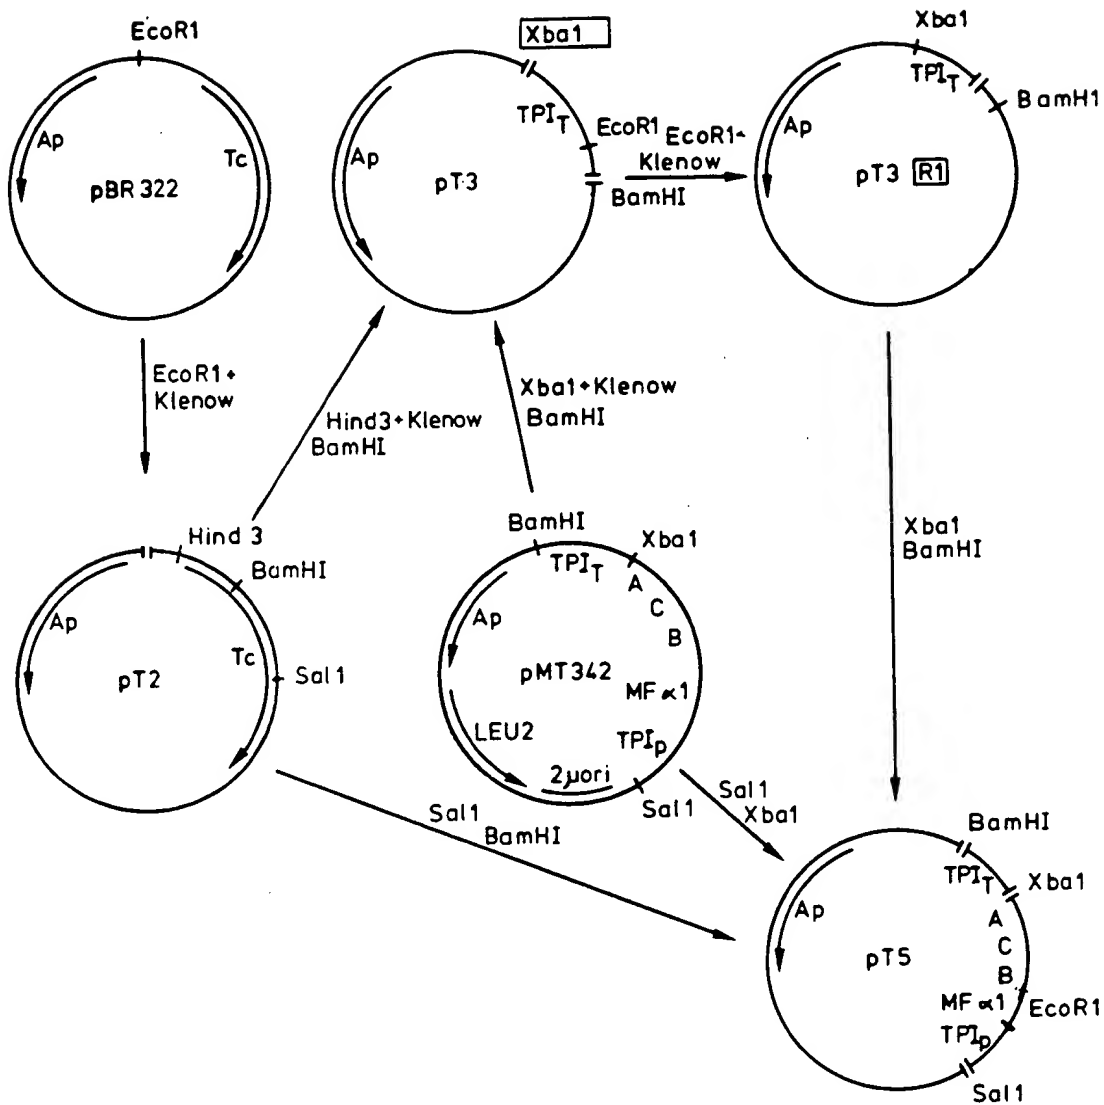 EcoR1
Ap
Tc
pBR322
EcoR1+
Klenow
Xba1
TPIT
EcoR1
BamHI
Ap
pT3
EcoR1-
Klenow
Xba1
TPIT
BamH1
Ap
pT3 R1
Hind3+Klenow
BamHI
Xba1+Klenow
BamHI
Xba1
BamHI
Hind 3
BamHI
Ap
Tc
Sal1
pT2
BamHI
TPIT
Xba1
A
C
B
Ap
pMT342
MFα1
LEU2
TPIp
2µori
Sal1
Sal1
BamHI
Sal1
Xba1
BamHI
TPIT
Xba1
Ap
A
C
B
pT5
MFα1
EcoR1
TPIp
Sal1